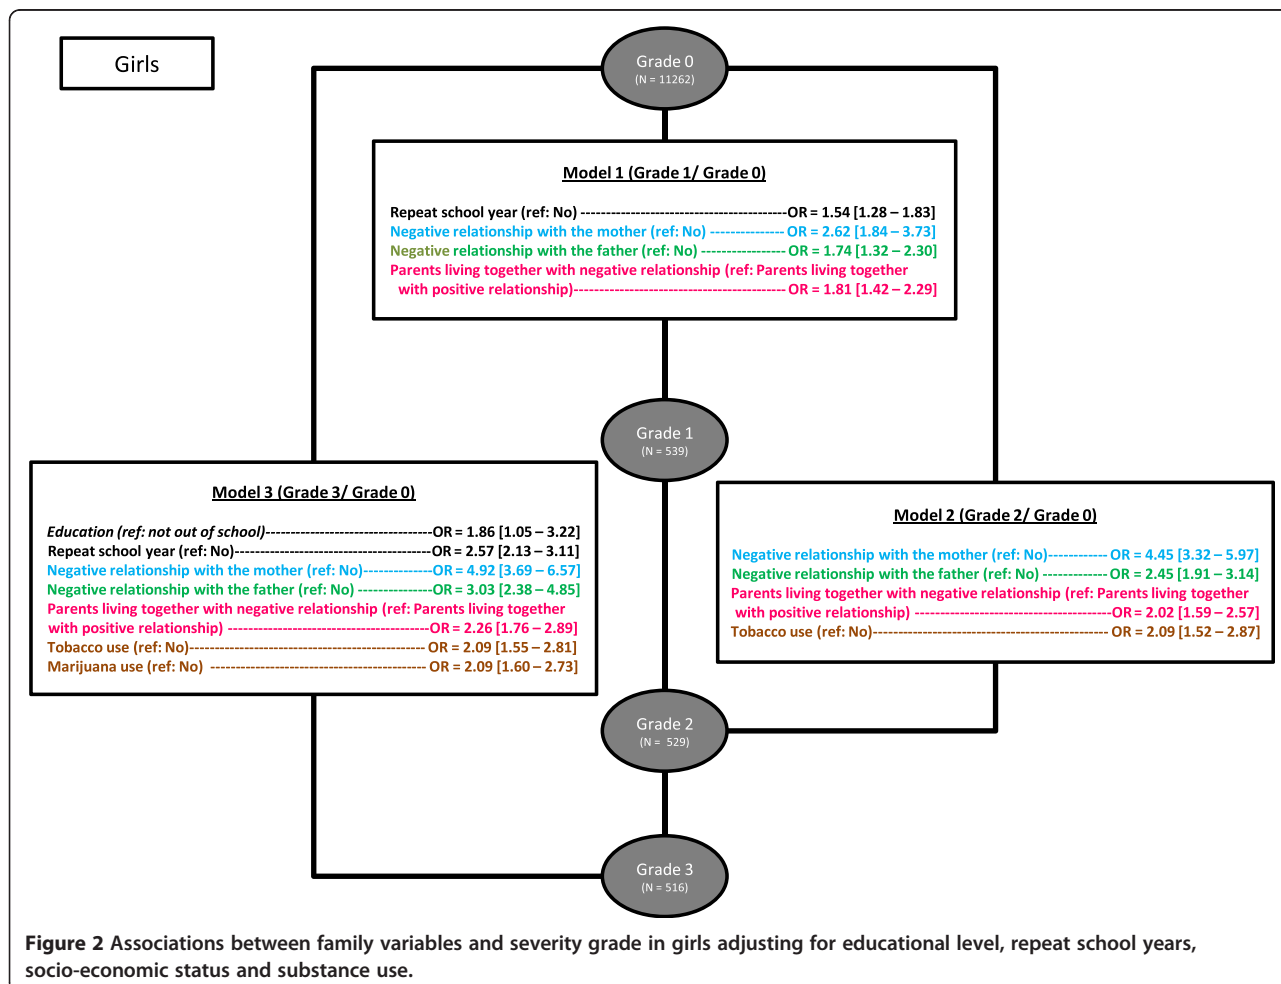 Girls
Grade 0
(N = 11262)
Model 1 (Grade 1/ Grade 0)
Repeat school year (ref: No) ----------------------------------------OR = 1.54 [1.28 – 1.83]
Negative relationship with the mother (ref: No) --------------- OR = 2.62 [1.84 – 3.73]
Negative relationship with the father (ref: No) ----------------- OR = 1.74 [1.32 – 2.30]
Parents living together with negative relationship (ref: Parents living together
with positive relationship)------------------------------------------ OR = 1.81 [1.42 – 2.29]
Grade 1
(N = 539)
Model 3 (Grade 3/ Grade 0)
Education (ref: not out of school)---------------------------------OR = 1.86 [1.05 – 3.22]
Repeat school year (ref: No)---------------------------------------OR = 2.57 [2.13 – 3.11]
Negative relationship with the mother (ref: No)--------------OR = 4.92 [3.69 – 6.57]
Negative relationship with the father (ref: No) ---------------OR = 3.03 [2.38 – 4.85]
Parents living together with negative relationship (ref: Parents living together
with positive relationship) ----------------------------------------OR = 2.26 [1.76 – 2.89]
Tobacco use (ref: No)---------------------------------------------- OR = 2.09 [1.55 – 2.81]
Marijuana use (ref: No) ------------------------------------------ OR = 2.09 [1.60 – 2.73]
Model 2 (Grade 2/ Grade 0)
Negative relationship with the mother (ref: No)------------ OR = 4.45 [3.32 – 5.97]
Negative relationship with the father (ref: No) ------------- OR = 2.45 [1.91 – 3.14]
Parents living together with negative relationship (ref: Parents living together
with positive relationship) ---------------------------------------OR = 2.02 [1.59 – 2.57]
Tobacco use (ref: No)---------------------------------------------- OR = 2.09 [1.52 – 2.87]
Grade 2
(N = 529)
Grade 3
(N = 516)
Figure 2 Associations between family variables and severity grade in girls adjusting for educational level, repeat school years,
socio-economic status and substance use.